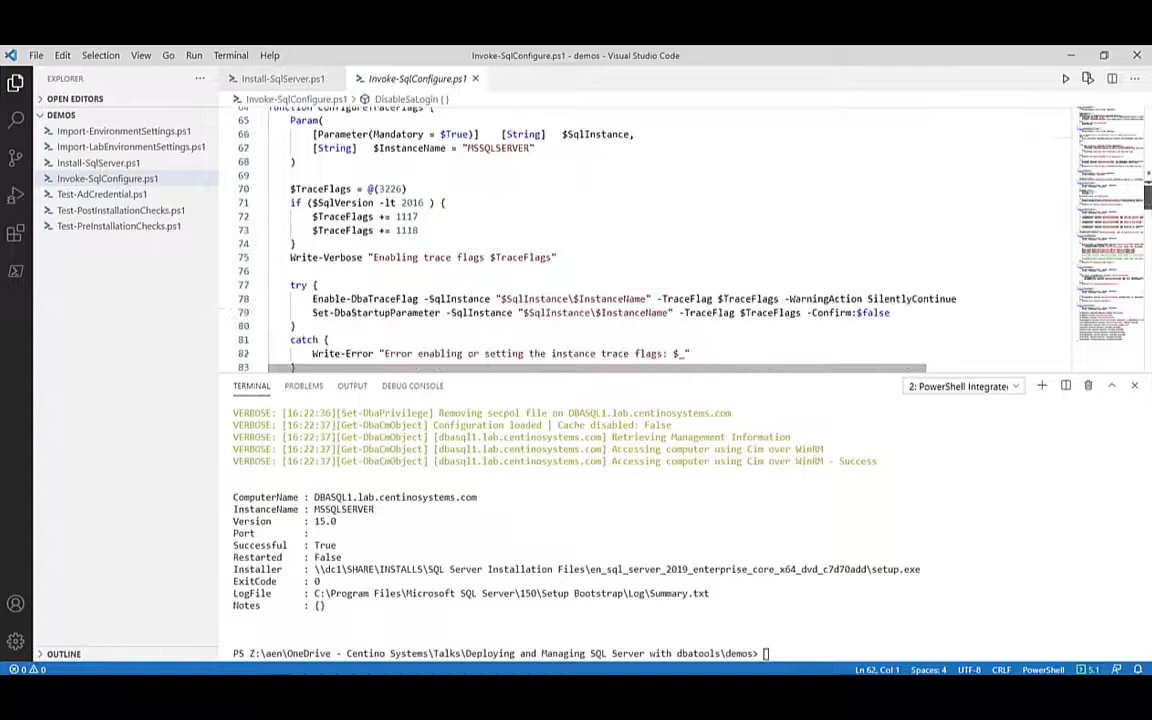 File Edit Selection View Go Run Terminal Help
Invoke-SqlConfigure.ps1 - demos - Visual Studio Code
EXPLORER
OPEN EDITORS
DEMOS
Import-EnvironmentSettings.ps1
Import-LabEnvironmentSettings.ps1
Install-SqlServer.ps1
Invoke-SqlConfigure.ps1
Test-AdCredential.ps1
Test-PostInstallationChecks.ps1
Test-PreInstallationChecks.ps1
OUTLINE
Install-SqlServer.ps1
Invoke-SqlConfigure.ps1
Invoke-SqlConfigure.ps1 > DisableSaLogin { }
65 Param(
66 [Parameter(Mandatory = $True)] [String] $SqlInstance,
67 [String] $InstanceName = "MSSQLSERVER"
68 )
69
70 $TraceFlags = @(3226)
71 if ($SqlVersion -lt 2016 ) {
72 $TraceFlags += 1117
73 $TraceFlags += 1118
74 }
75 Write-Verbose "Enabling trace flags $TraceFlags"
76
77 try {
78 Enable-DbaTraceFlag -SqlInstance "$SqlInstance\$InstanceName" -TraceFlag $TraceFlags -WarningAction SilentlyContinue
79 Set-DbaStartupParameter -SqlInstance "$SqlInstance\$InstanceName" -TraceFlag $TraceFlags -Confirm:$false
80 }
81 catch {
82 Write-Error "Error enabling or setting the instance trace flags: $_"
83 }
TERMINAL PROBLEMS OUTPUT DEBUG CONSOLE
2: PowerShell Integrate
VERBOSE: [16:22:36][Set-DbaPrivilege] Removing secpol file on DBASQL1.lab.centinosystems.com
VERBOSE: [16:22:37][Get-DbaCmObject] Configuration loaded | Cache disabled: False
VERBOSE: [16:22:37][Get-DbaCmObject] [dbasql1.lab.centinosystems.com] Retrieving Management Information
VERBOSE: [16:22:37][Get-DbaCmObject] [dbasql1.lab.centinosystems.com] Accessing computer using Cim over WinRM
VERBOSE: [16:22:37][Get-DbaCmObject] [dbasql1.lab.centinosystems.com] Accessing computer using Cim over WinRM - Success
ComputerName : DBASQL1.lab.centinosystems.com
InstanceName : MSSQLSERVER
Version : 15.0
Port :
Successful : True
Restarted : False
Installer : \\dc1\SHARE\INSTALLS\SQL Server Installation Files\en_sql_server_2019_enterprise_core_x64_dvd_c7d70add\setup.exe
ExitCode : 0
LogFile : C:\Program Files\Microsoft SQL Server\150\Setup Bootstrap\Log\Summary.txt
Notes : {}
PS Z:\aen\OneDrive - Centino Systems\Talks\Deploying and Managing SQL Server with dbatools\demos>
0 0 Ln 62, Col 1 Spaces: 4 UTF-8 CRLF PowerShell 5.1